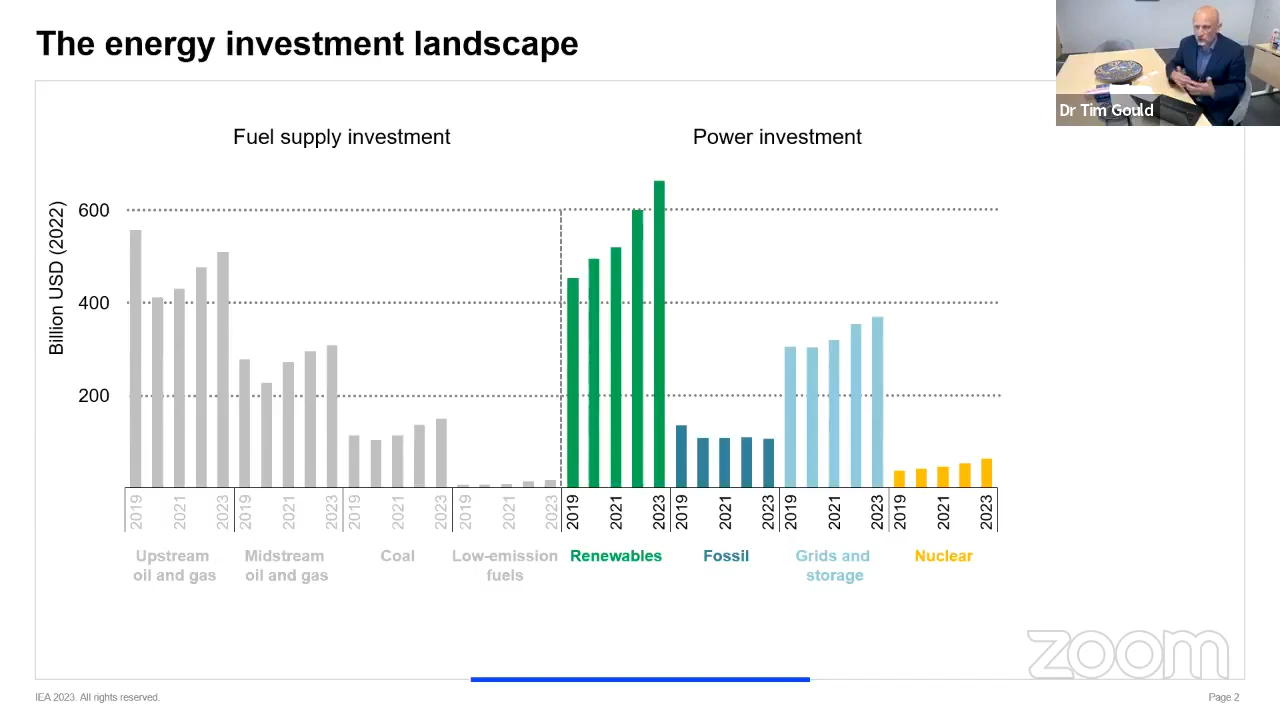 The energy investment landscape
Dr Tim Gould
Fuel supply investment
Power investment
Billion USD (2022)
600
400
200
2019
2021
2023
2019
2021
2023
2019
2021
2023
2019
2021
2023
2019
2021
2023
2019
2021
2023
2019
2021
2023
2019
2021
2023
Upstream
oil and gas
Midstream
oil and gas
Coal
Low-emission
fuels
Renewables
Fossil
Grids and
storage
Nuclear
zoom
IEA 2023. All rights reserved.
Page 2